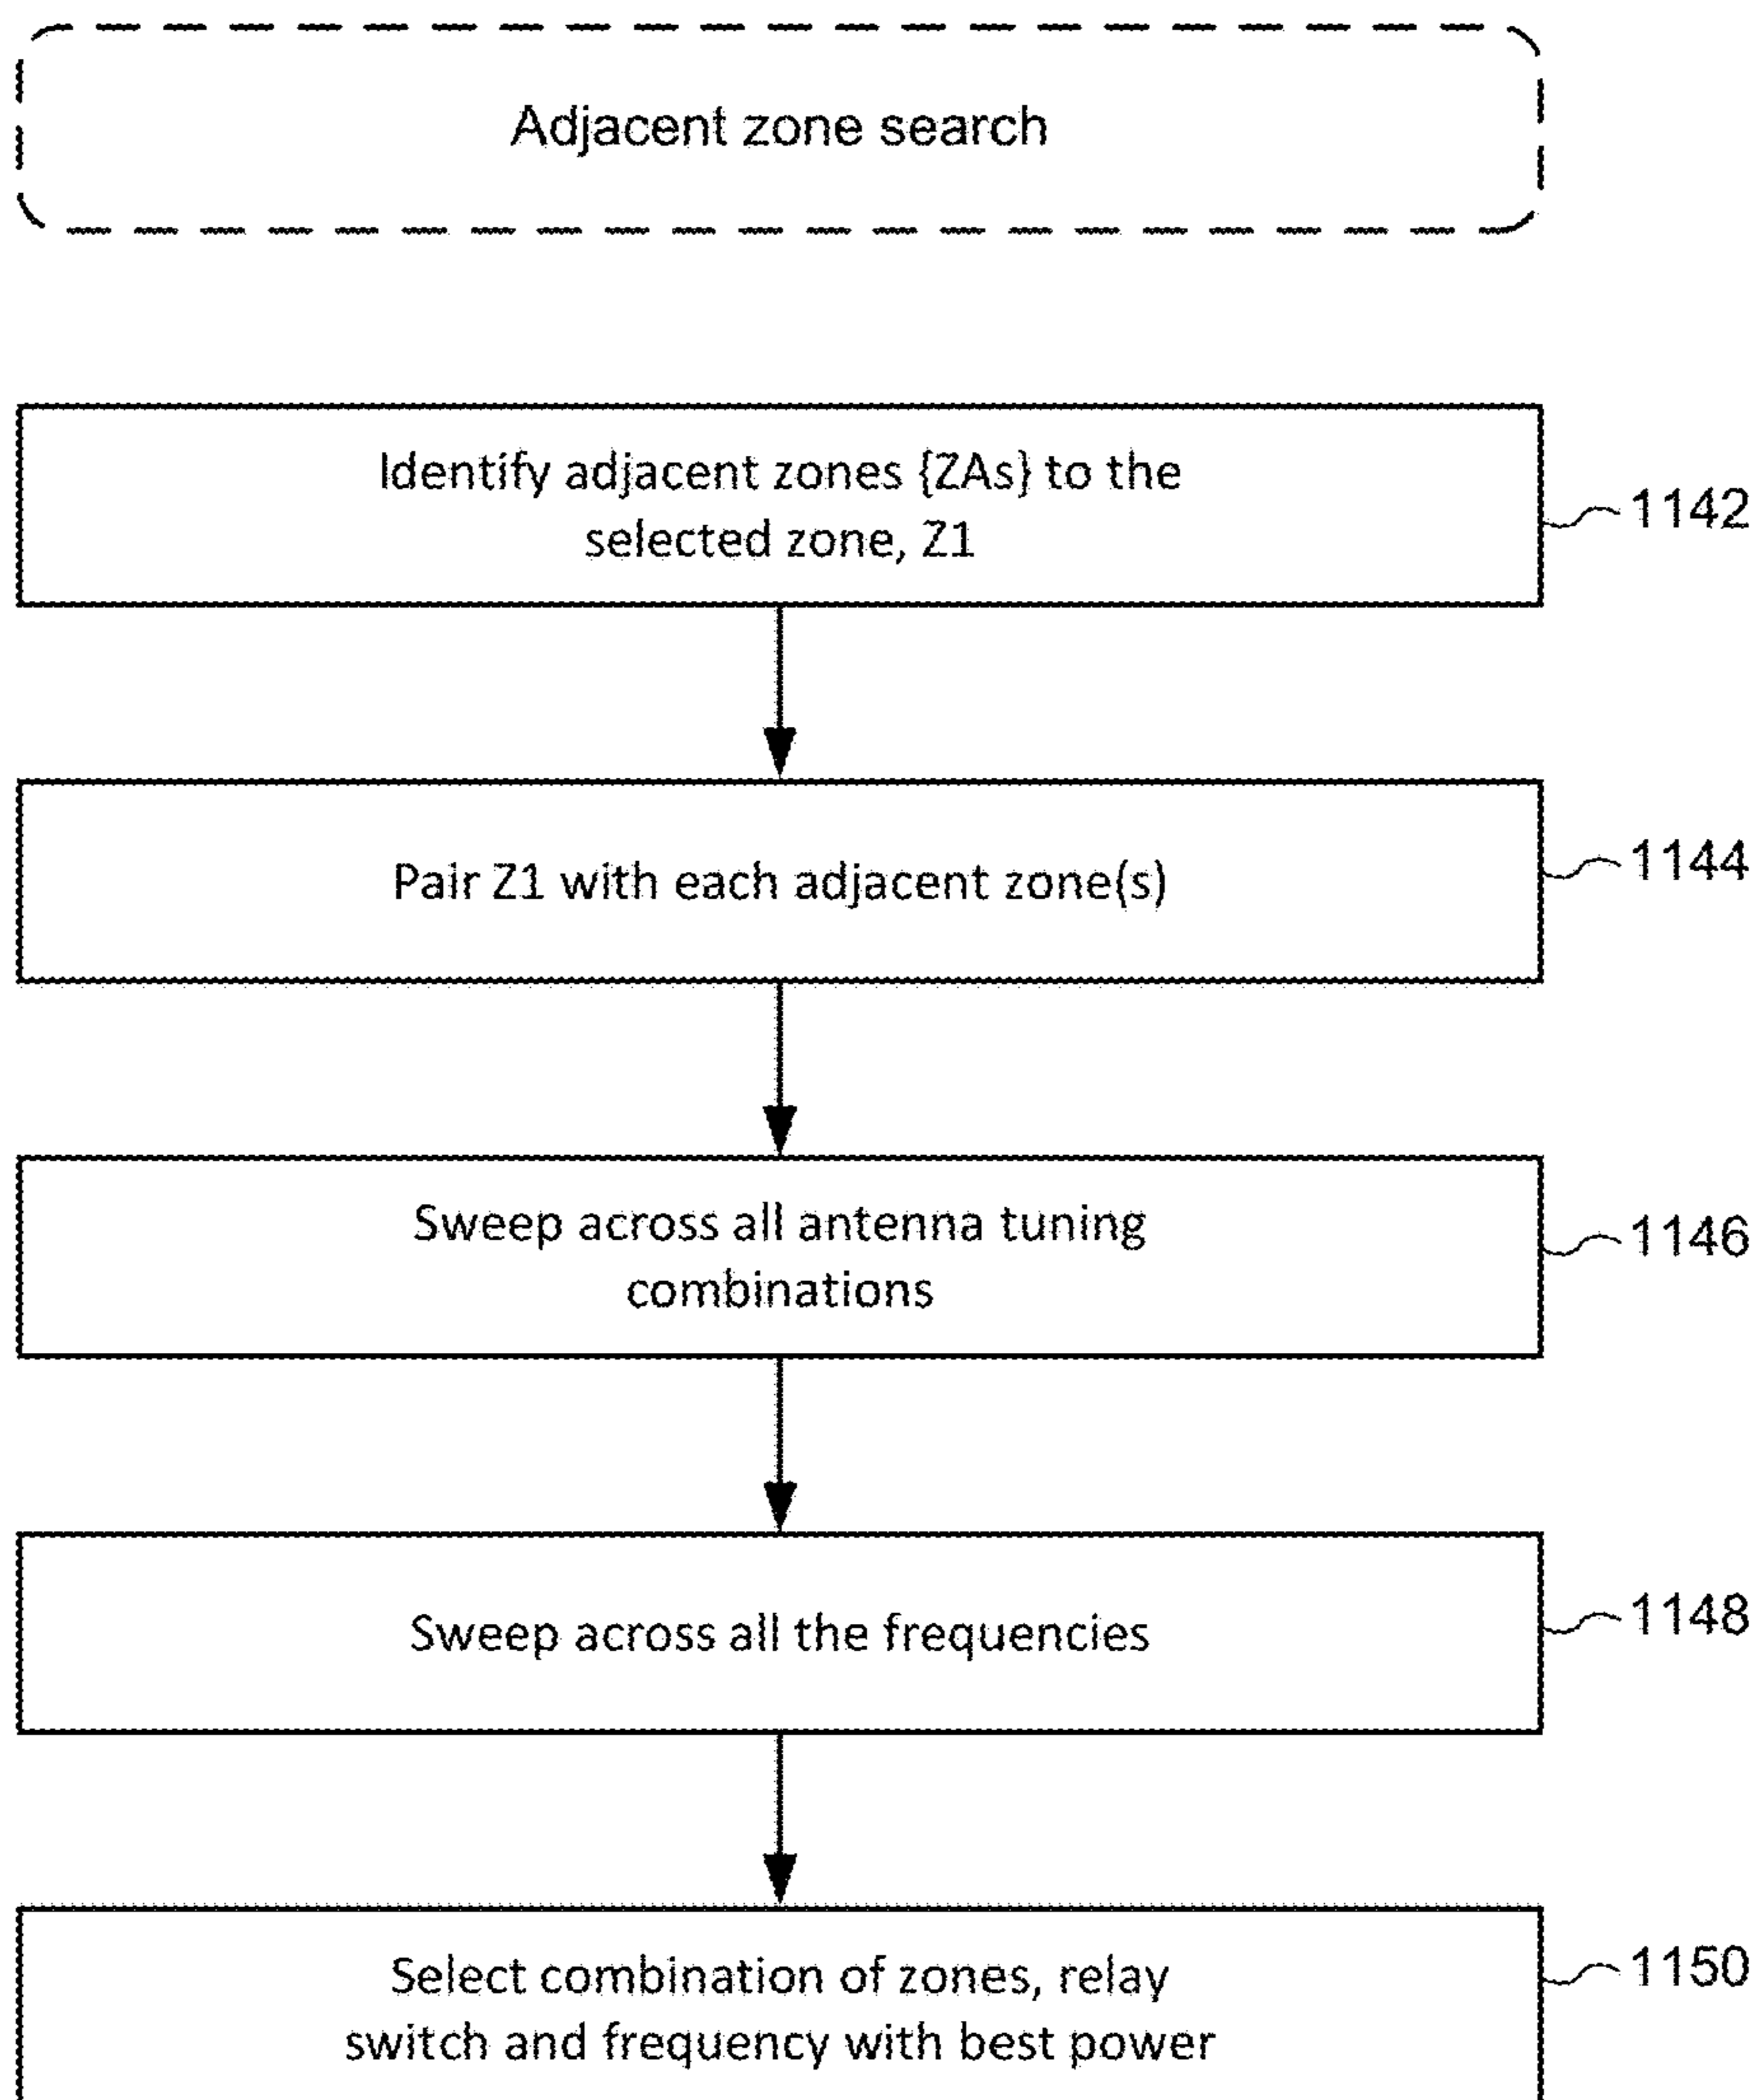 Adjacent zone search
Identify adjacent zones {ZAs} to the
selected zone, Z1
1142
Pair Z1 with each adjacent zone(s)
1144
Sweep across all antenna tuning
combinations
1146
Sweep across all the frequencies
1148
Select combination of zones, relay
switch and frequency with best power
1150